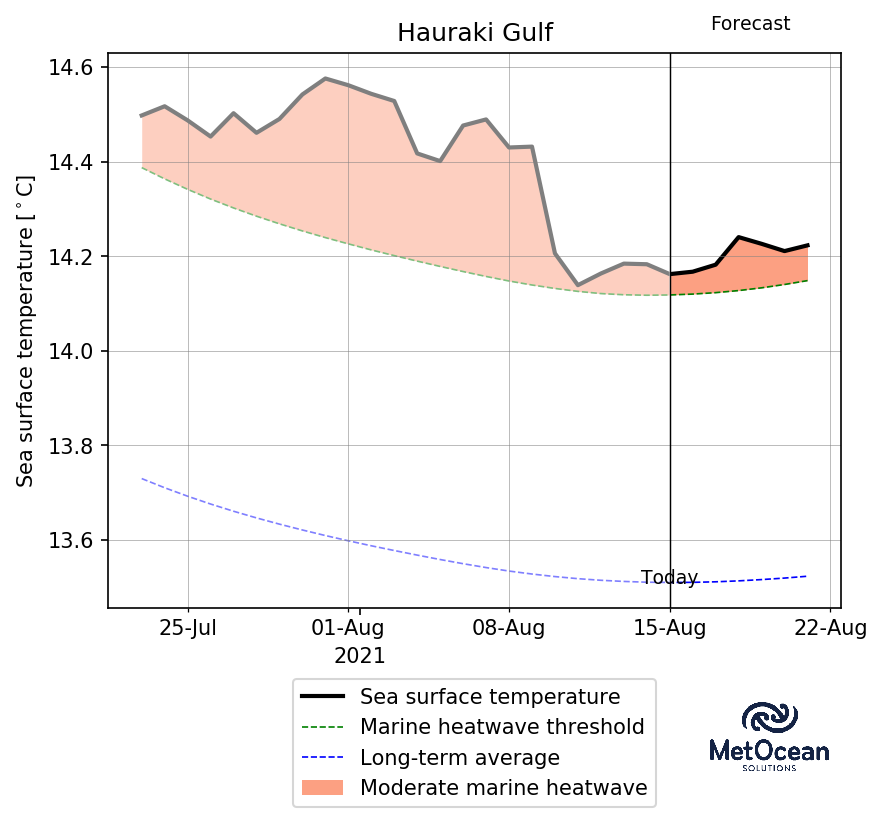 Forecast
Hauraki Gulf
14.6
14.4
14.2
14.0
13.8
13.6
Sea surface temperature [°C]
Today
25-Jul 01-Aug 08-Aug 15-Aug 22-Aug
2021
Sea surface temperature
Marine heatwave threshold
Long-term average
Moderate marine heatwave
MetOcean
SOLUTIONS